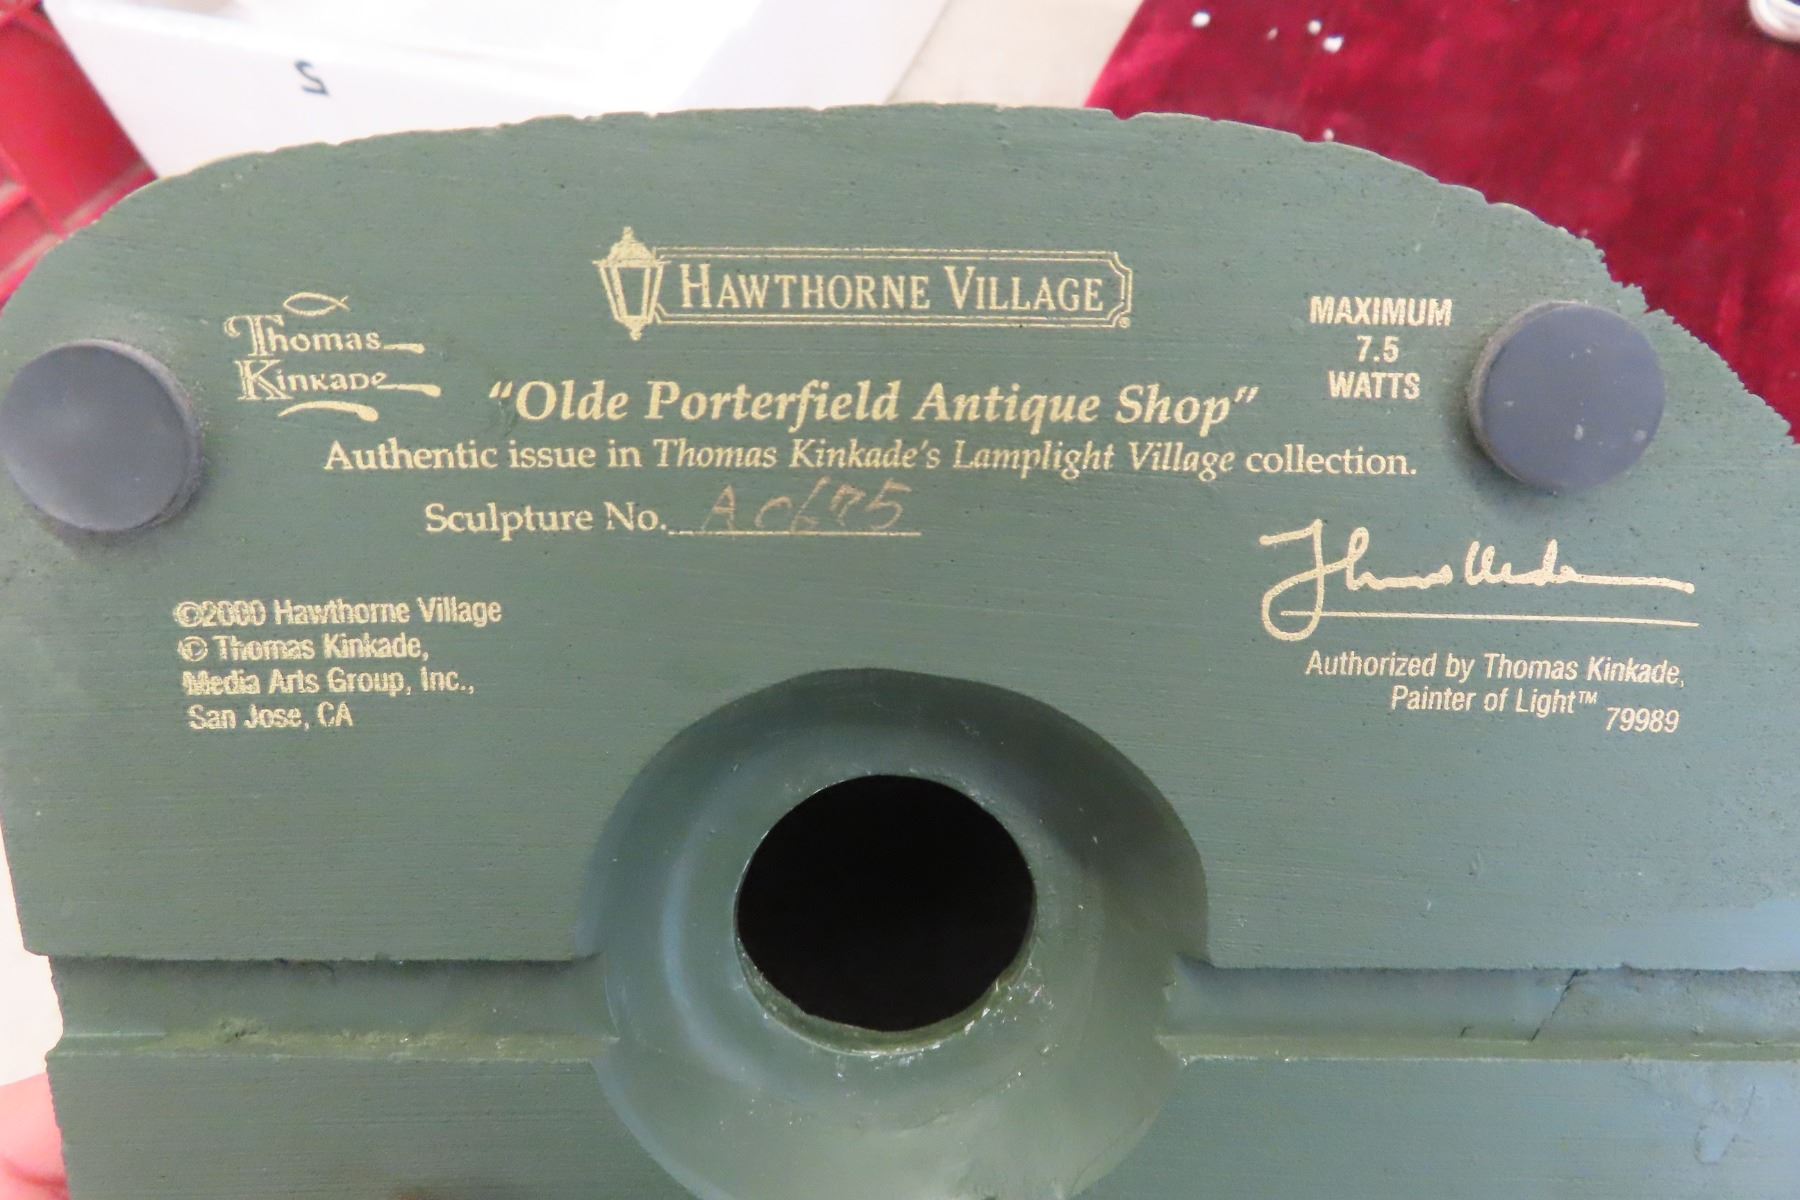 S
HAWTHORNE VILLAGE®
Thomas
Kinkade
MAXIMUM
7.5
WATTS
“Olde Porterfield Antique Shop”
Authentic issue in Thomas Kinkade's Lamplight Village collection.
Sculpture No. AC675
©2000 Hawthorne Village
© Thomas Kinkade,
Media Arts Group, Inc.,
San Jose, CA
Authorized by Thomas Kinkade,
Painter of Light™ 79989